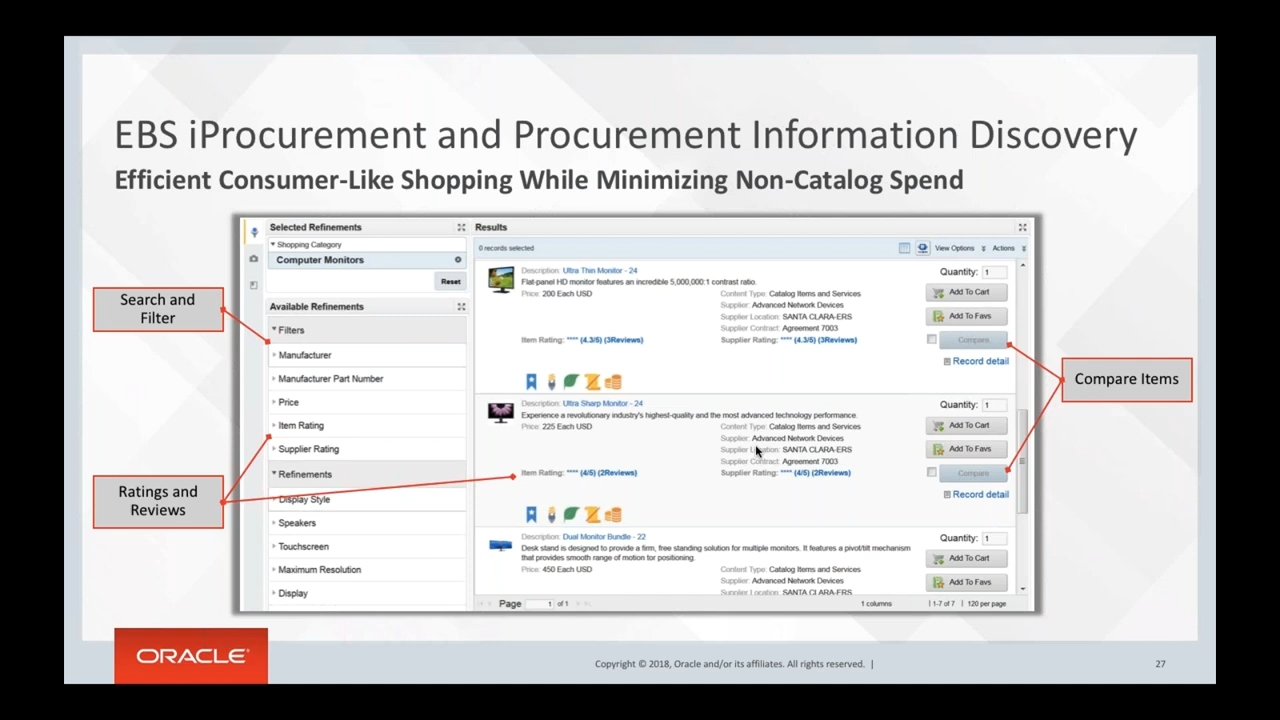 EBS iProcurement and Procurement Information Discovery
Efficient Consumer-Like Shopping While Minimizing Non-Catalog Spend
Search and
Filter
Ratings and
Reviews
Selected Refinements
Shopping Category
Computer Monitors
Reset
Available Refinements
Filters
Manufacturer
Manufacturer Part Number
Price
Item Rating
Supplier Rating
Refinements
Display Style
Speakers
Touchscreen
Maximum Resolution
Display
Results
0 records selected
View Options
Actions
Description: Ultra Thin Monitor - 24
Flat-panel HD monitor features an incredible 5,000,000:1 contrast ratio.
Price: 200 Each USD
Content Type: Catalog Items and Services
Supplier: Advanced Network Devices
Supplier Location: SANTA CLARA-ERS
Supplier Contract: Agreement 7003
Item Rating: **** (4.3/5) (3Reviews)
Supplier Rating: **** (4.3/5) (3Reviews)
Quantity: 1
Add To Cart
Add To Favs
Compare
Record detail
Description: Ultra Sharp Monitor - 24
Experience a revolutionary industry's highest-quality and the most advanced technology performance.
Price: 225 Each USD
Content Type: Catalog Items and Services
Supplier: Advanced Network Devices
Supplier Location: SANTA CLARA-ERS
Supplier Contract: Agreement 7003
Item Rating: **** (4/5) (2Reviews)
Supplier Rating: **** (4/5) (2Reviews)
Quantity: 1
Add To Cart
Add To Favs
Compare
Record detail
Description: Dual Monitor Bundle - 22
Desk stand is designed to provide a firm, free standing solution for multiple monitors. It features a pivot/tilt mechanism
that provides smooth range of motion for positioning.
Price: 450 Each USD
Content Type: Catalog Items and Services
Supplier: Advanced Network Devices
Supplier Location: SANTA CLARA-ERS
Quantity: 1
Add To Cart
Add To Favs
Page 1 of 1
1 columns
1-7 of 7 | 120 per page
Compare Items
ORACLE
Copyright © 2018, Oracle and/or its affiliates. All rights reserved. |
27